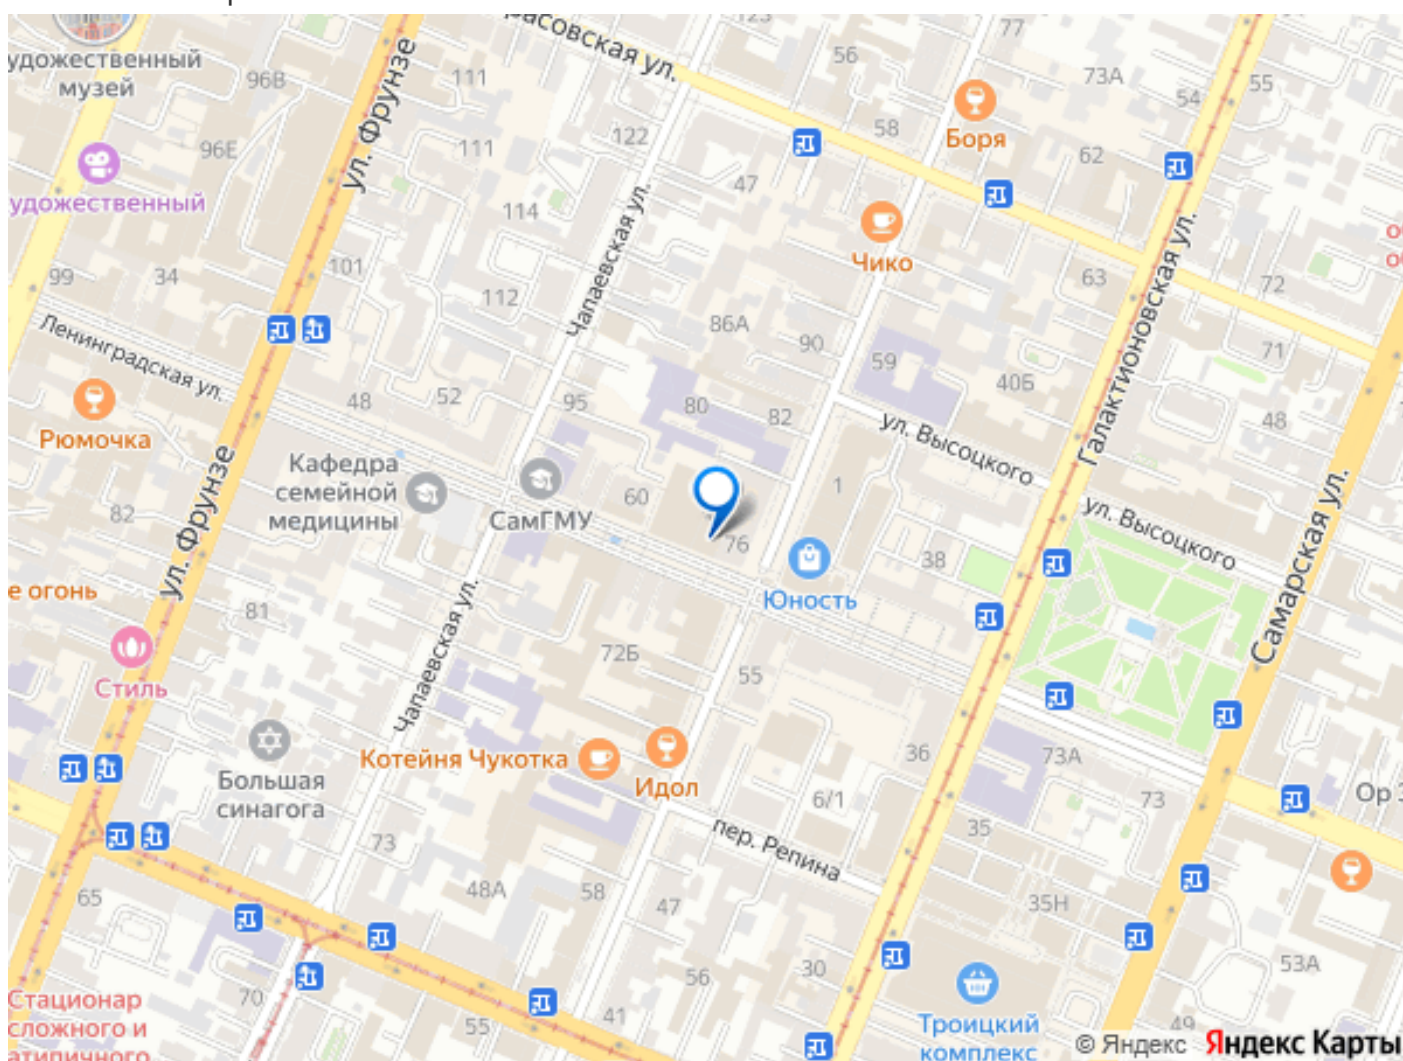 удожественный
музей
96В
ул. Фрунзе
111
расовская ул.
123
56
77
73А
54
55
Боря
58
62
122
96Е
111
удожественный
114
47
Чапаевская ул.
Чико
Галактионовская ул.
99
34
101
112
86А
90
63
72
71
Ленинградская ул.
Рюмочка
48
52
95
80
82
59
40Б
48
ул. Высоцкого
Кафедра
семейной
медицины
СамГМУ
60
76
1
38
Юность
ул. Высоцкого
Самарская ул.
82
ул. Фрунзе
е огонь
81
Чапаевская ул.
72Б
55
Стиль
Большая
синагога
Котейня Чукотка
Идол
36
73А
73
6/1
35
Ор
пер. Репина
73
65
48А
58
47
35Н
53А
56
30
70
55
41
49
Стационар
сложного и
атипичного
Троицкий
комплекс
© Яндекс Яндекс Карты